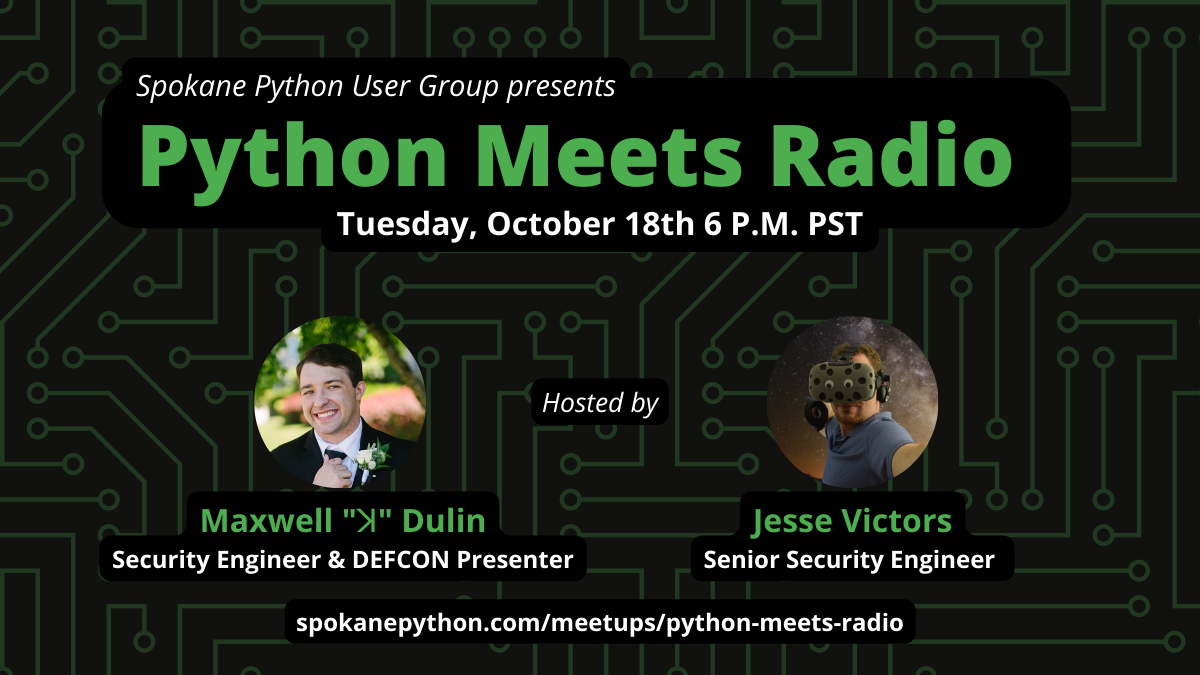 Spokane Python User Group presents
Python Meets Radio
Tuesday, October 18th 6 P.M. PST
Hosted by
Maxwell "ꓘ" Dulin
Security Engineer & DEFCON Presenter
Jesse Victors
Senior Security Engineer
spokanepython.com/meetups/python-meets-radio